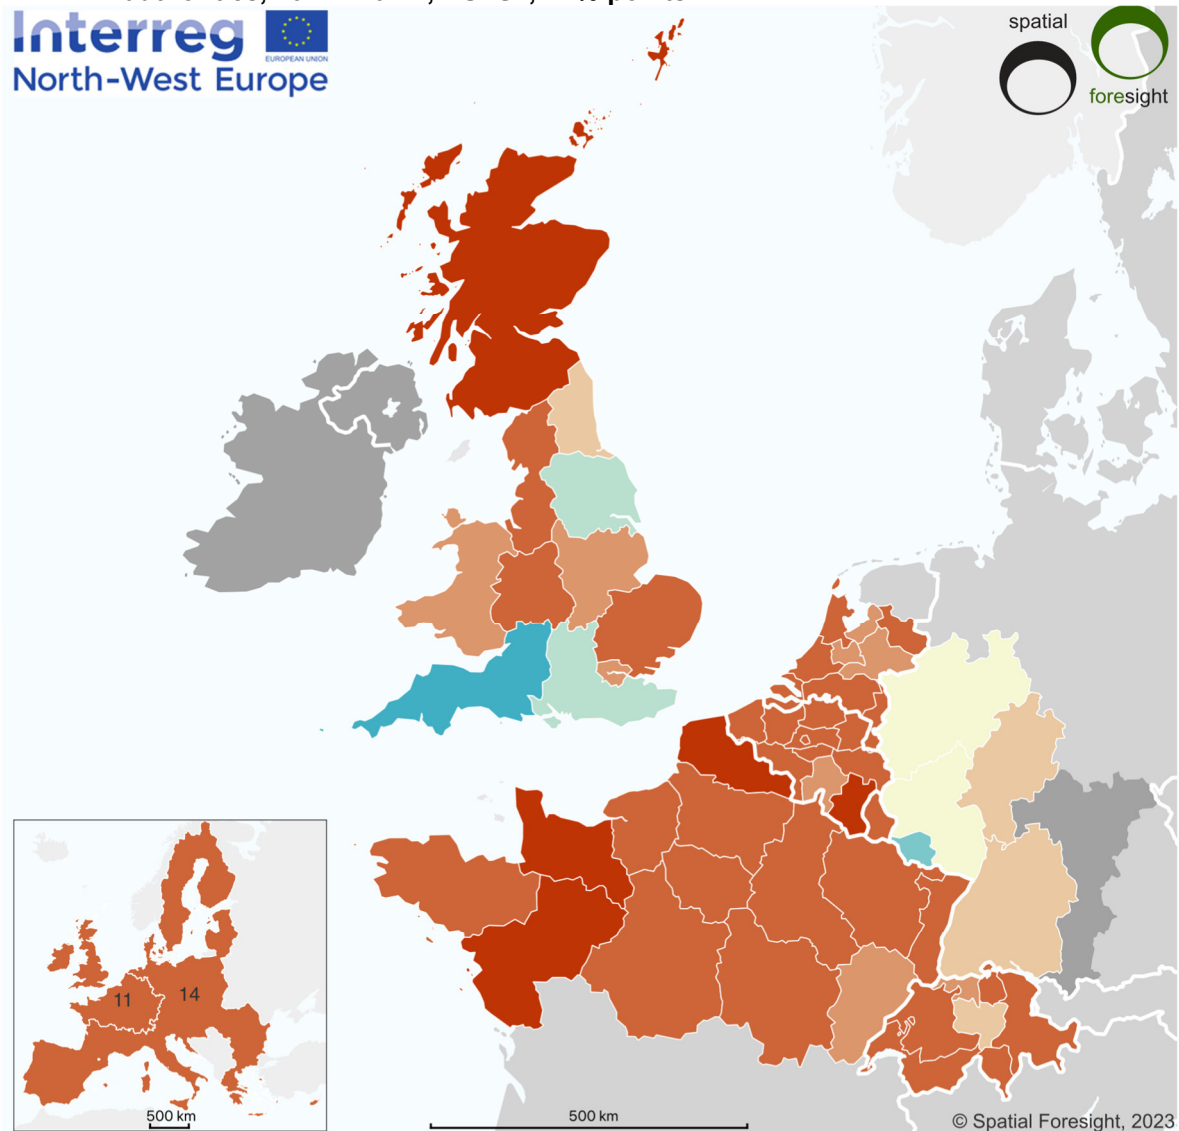 Interreg
EUROPEAN UNION
North-West Europe
spatial
foresight
11
14
500 km
500 km
© Spatial Foresight, 2023